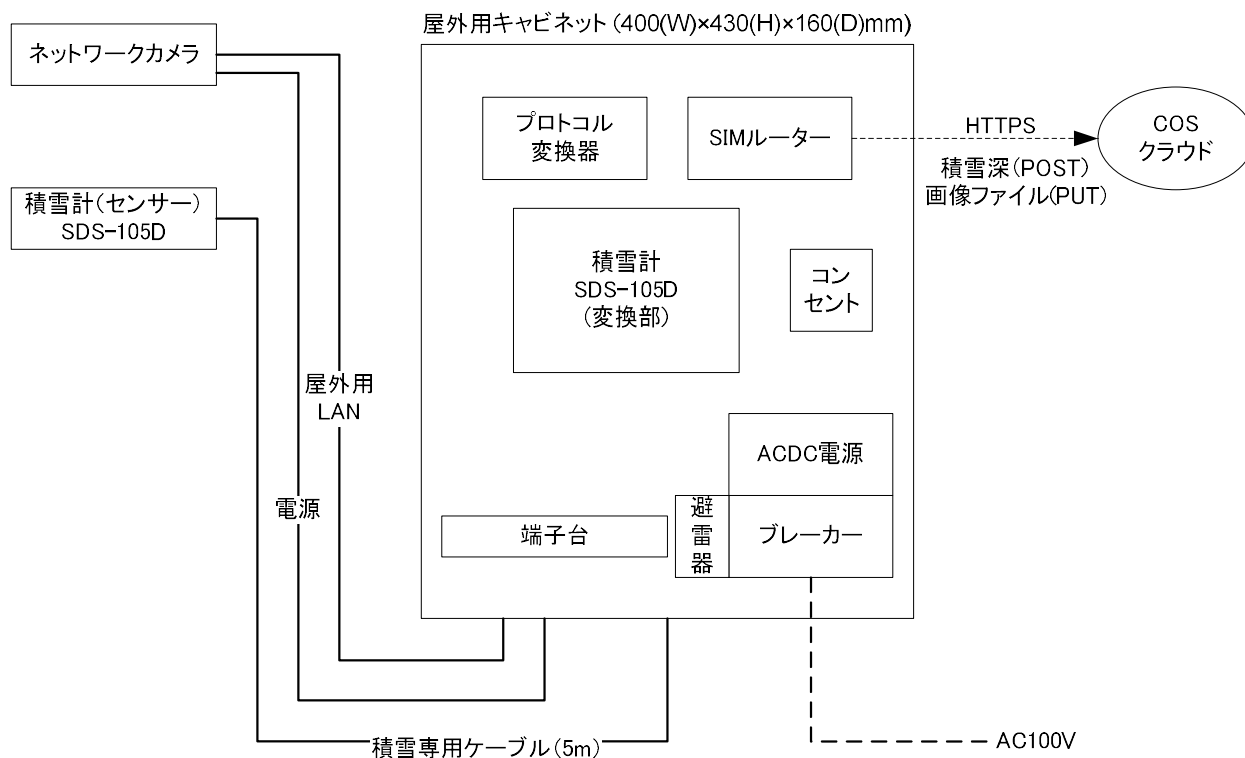 屋外用キャビネット(400(W)×430(H)×160(D)mm)
ネットワークカメラ
プロトコル
変換器
SIMルーター
HTTPS
COS
クラウド
積雪深(POST)
画像ファイル(PUT)
積雪計(センサー)
SDS-105D
積雪計
SDS-105D
(変換部)
コン
セント
屋外用
LAN
ACDC電源
電源
端子台
避
雷
器
ブレーカー
積雪専用ケーブル(5m)
AC100V